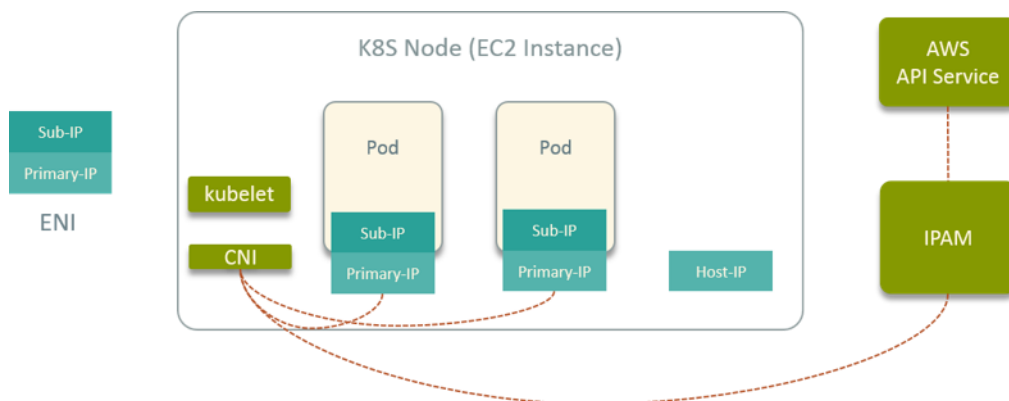 K8S Node (EC2 Instance)
AWS
API Service
Sub-IP
Primary-IP
ENI
Pod
Pod
kubelet
CNI
Sub-IP
Primary-IP
Sub-IP
Primary-IP
Host-IP
IPAM